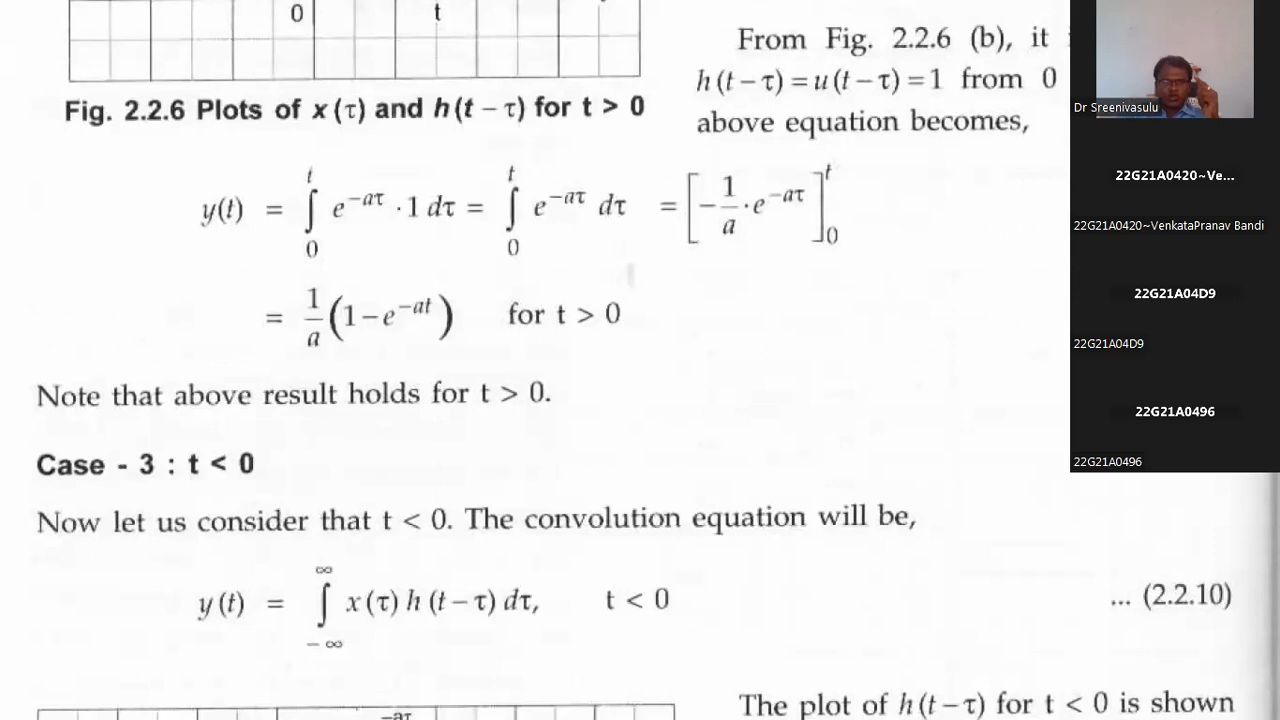 0 t
From Fig. 2.2.6 (b), it
h(t – τ) = u(t – τ) = 1 from 0
above equation becomes,
Fig. 2.2.6 Plots of x(τ) and h(t – τ) for t > 0
y(t) = ∫₀ᵗ e^{–aτ} · 1 dτ = ∫₀ᵗ e^{–aτ} dτ = [–1/a · e^{–aτ}]₀ᵗ
= 1/a (1 – e^{–at}) for t > 0
Note that above result holds for t > 0.
Case - 3 : t < 0
Now let us consider that t < 0. The convolution equation will be,
y(t) = ∫_{–∞}^{∞} x(τ) h(t – τ) dτ, t < 0 ... (2.2.10)
The plot of h(t – τ) for t < 0 is shown
–aτ
Dr Sreenivasulu
22G21A0420~Ve...
22G21A0420~VenkataPranav Bandi
22G21A04D9
22G21A04D9
22G21A0496
22G21A0496